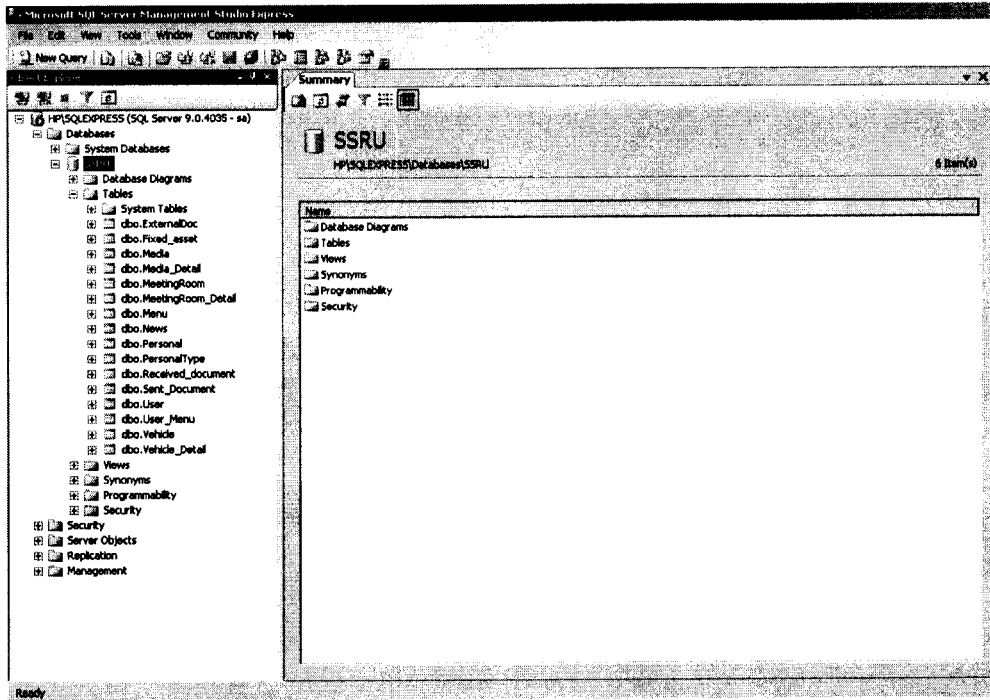 Microsoft SQL Server Management Studio Express
File Edit View Tools Window Community Help
New Query
Summary
HP\SQLEXPRESS (SQL Server 9.0.4035 - sa)
Databases
System Databases
Database Diagrams
Tables
System Tables
dbo.ExternalDoc
dbo.Fixed_asset
dbo.Media
dbo.Media_Detail
dbo.MeetingRoom
dbo.MeetingRoom_Detail
dbo.Menu
dbo.News
dbo.Personal
dbo.PersonalType
dbo.Received_document
dbo.Sent_Document
dbo.User
dbo.User_Menu
dbo.Vehicle
dbo.Vehicle_Detail
Views
Synonyms
Programmability
Security
Security
Server Objects
Replication
Management
SSRU
HP\SQLEXPRESS\Databases\SSRU
6 Item(s)
Name
Database Diagrams
Tables
Views
Synonyms
Programmability
Security
Ready